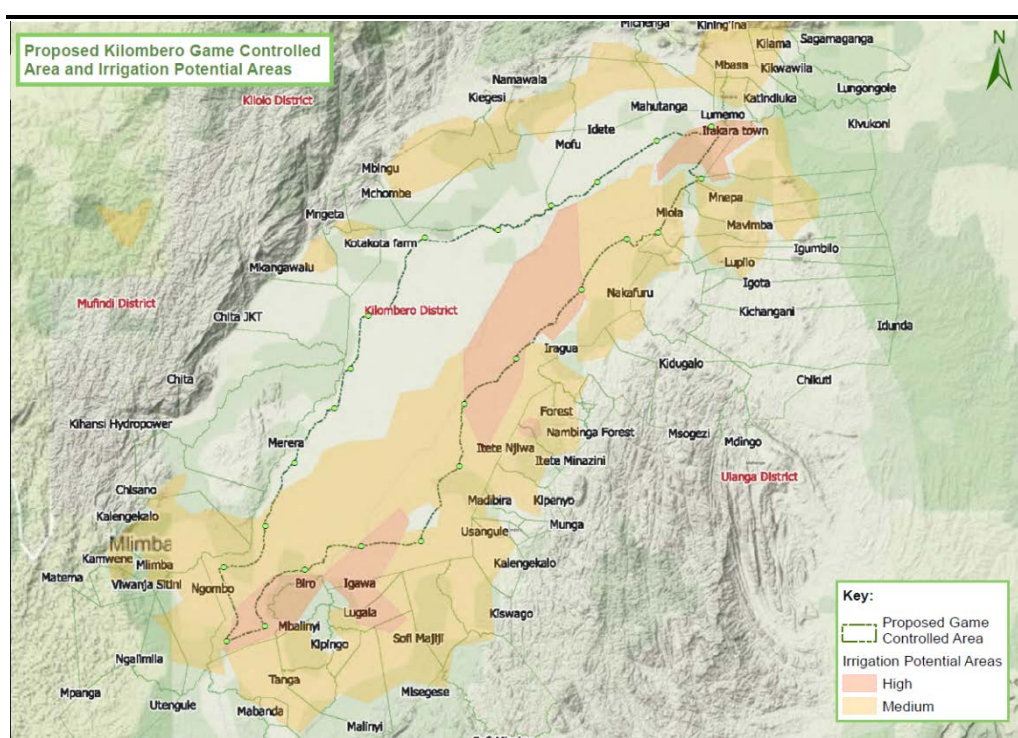 Proposed Kilombero Game Controlled
Area and Irrigation Potential Areas
N
Michenga
Kining'ina
Kilama
Sagamaganga
Namawala
Mbasa
Kikwawila
Kilolo District
Kiegesi
Mahutanga
Katindiuka
Lungongole
Lumemo
Kivukoni
Idete
Ifakara town
Mofu
Mbingu
Mchombe
Mnepa
Mngeta
Miola
Mavimba
Kotakota farm
Igumbilo
Mkangawalu
Lupilo
Igota
Nakafuru
Mufindi District
Kilombero District
Chita JKT
Kichangani
Idunda
Iragua
Kidugalo
Chita
Chikuti
Forest
Kihansi Hydropower
Nambinga Forest
Msogezi
Merera
Mdingo
Itete Njiwa
Itete Minazini
Ulanga District
Chisano
Madibira
Kipenyo
Kalengekalo
Munga
Usangule
Mlimba
Kamwene
Mlimba
Kalengekalo
Matema
Viwanja Sitini
Ngombo
Biro
Igawa
Kiswago
Lugala
Mbalinyi
Sofi Majiji
Kipingo
Ngalimila
Tanga
Mpanga
Misegese
Utengule
Mabanda
Malinyi
Key:
Proposed Game
Controlled Area
Irrigation Potential Areas
High
Medium